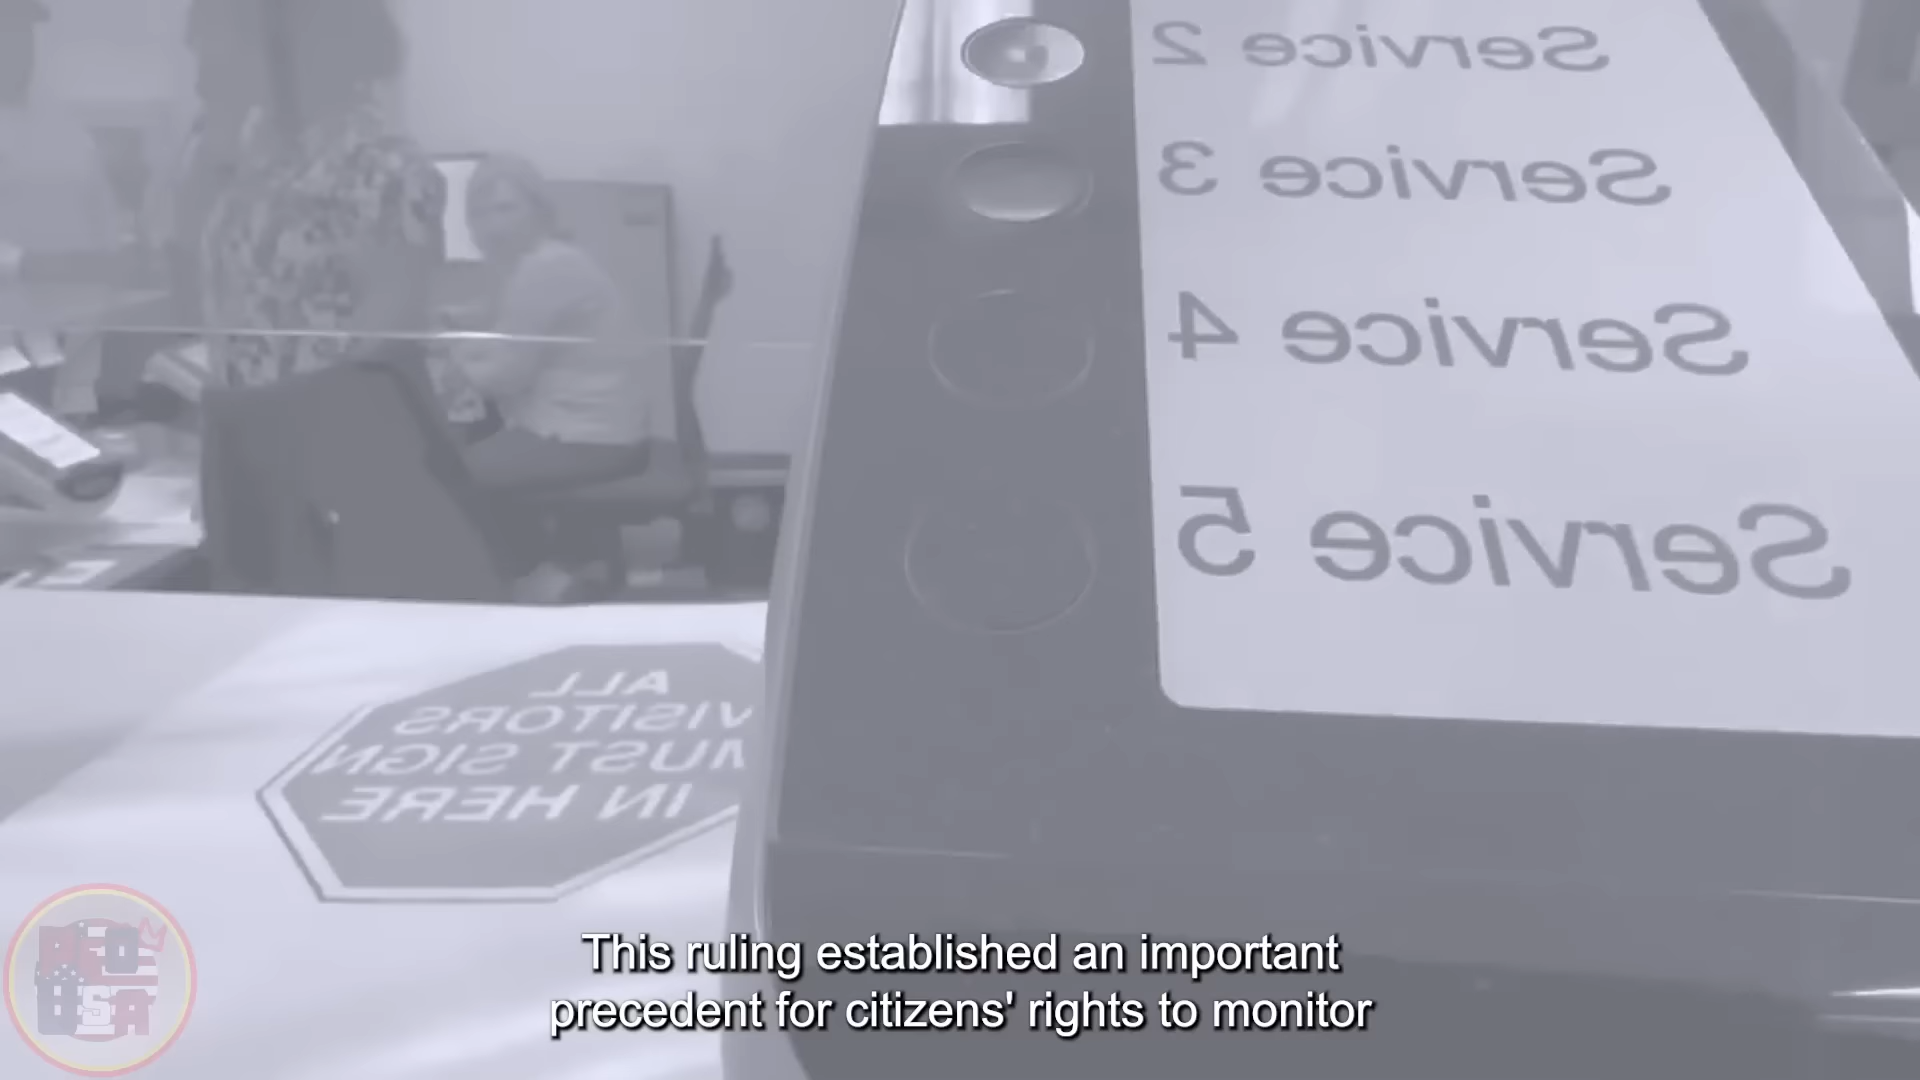 Service 2
Service 3
Service 4
Service 5
ALL
VISITORS
MUST SIGN
IN HERE
USA
This ruling established an important
precedent for citizens' rights to monitor